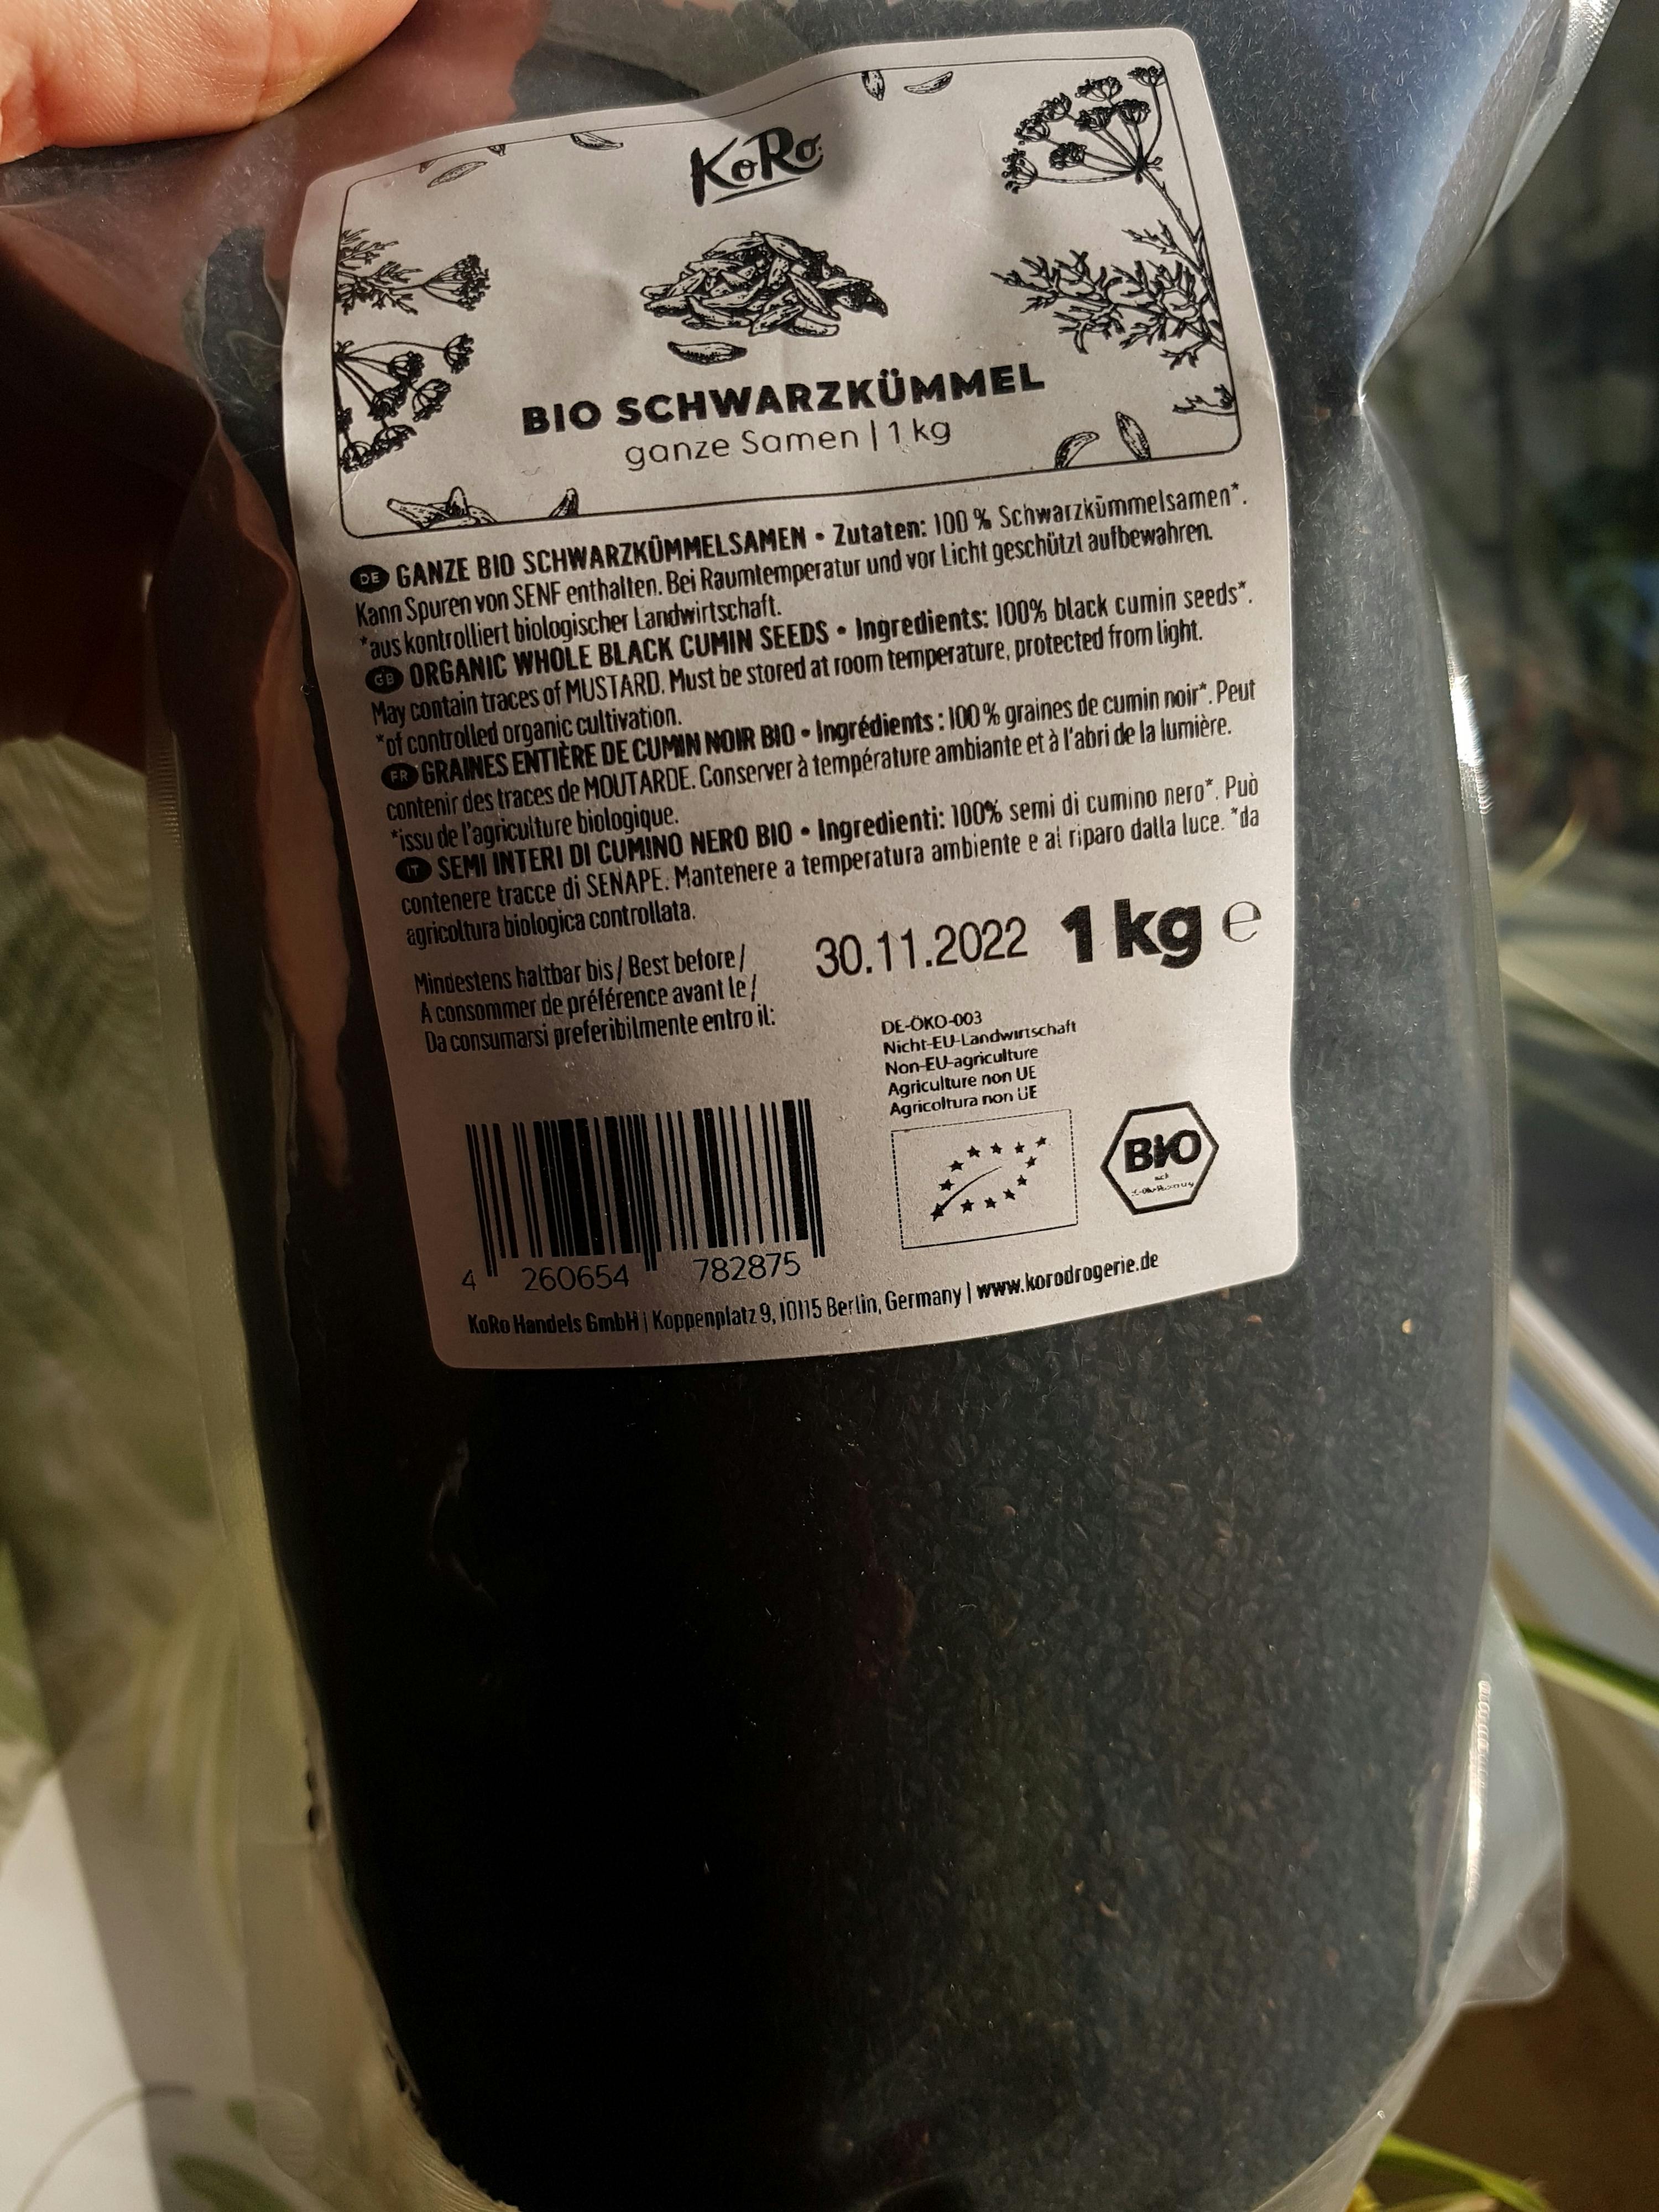 KoRo
BIO SCHWARZKÜMMEL
ganze Samen | 1 kg
DE GANZE BIO SCHWARZKÜMMELSAMEN • Zutaten: 100 % Schwarzkümmelsamen*.
Kann Spuren von SENF enthalten. Bei Raumtemperatur und vor Licht geschützt aufbewahren.
*aus kontrolliert biologischer Landwirtschaft.
GB ORGANIC WHOLE BLACK CUMIN SEEDS • Ingredients: 100% black cumin seeds*.
May contain traces of MUSTARD. Must be stored at room temperature, protected from light.
*of controlled organic cultivation.
FR GRAINES ENTIÈRE DE CUMIN NOIR BIO • Ingrédients : 100 % graines de cumin noir*. Peut
contenir des traces de MOUTARDE. Conserver à température ambiante et à l'abri de la lumière.
*issu de l'agriculture biologique.
IT SEMI INTERI DI CUMINO NERO BIO • Ingredienti: 100% semi di cumino nero*. Può
contenere tracce di SENAPE. Mantenere a temperatura ambiente e al riparo dalla luce. *da
agricoltura biologica controllata.
Mindestens haltbar bis / Best before /
A consommer de préférence avant le /
Da consumarsi preferibilmente entro il:
30.11.2022 1 kg e
DE-ÖKO-003
Nicht-EU-Landwirtschaft
Non-EU-agriculture
Agriculture non UE
Agricoltura non UE
BIO
4 260654 782875
KoRo Handels GmbH | Koppenplatz 9, 10115 Berlin, Germany | www.korodrogerie.de